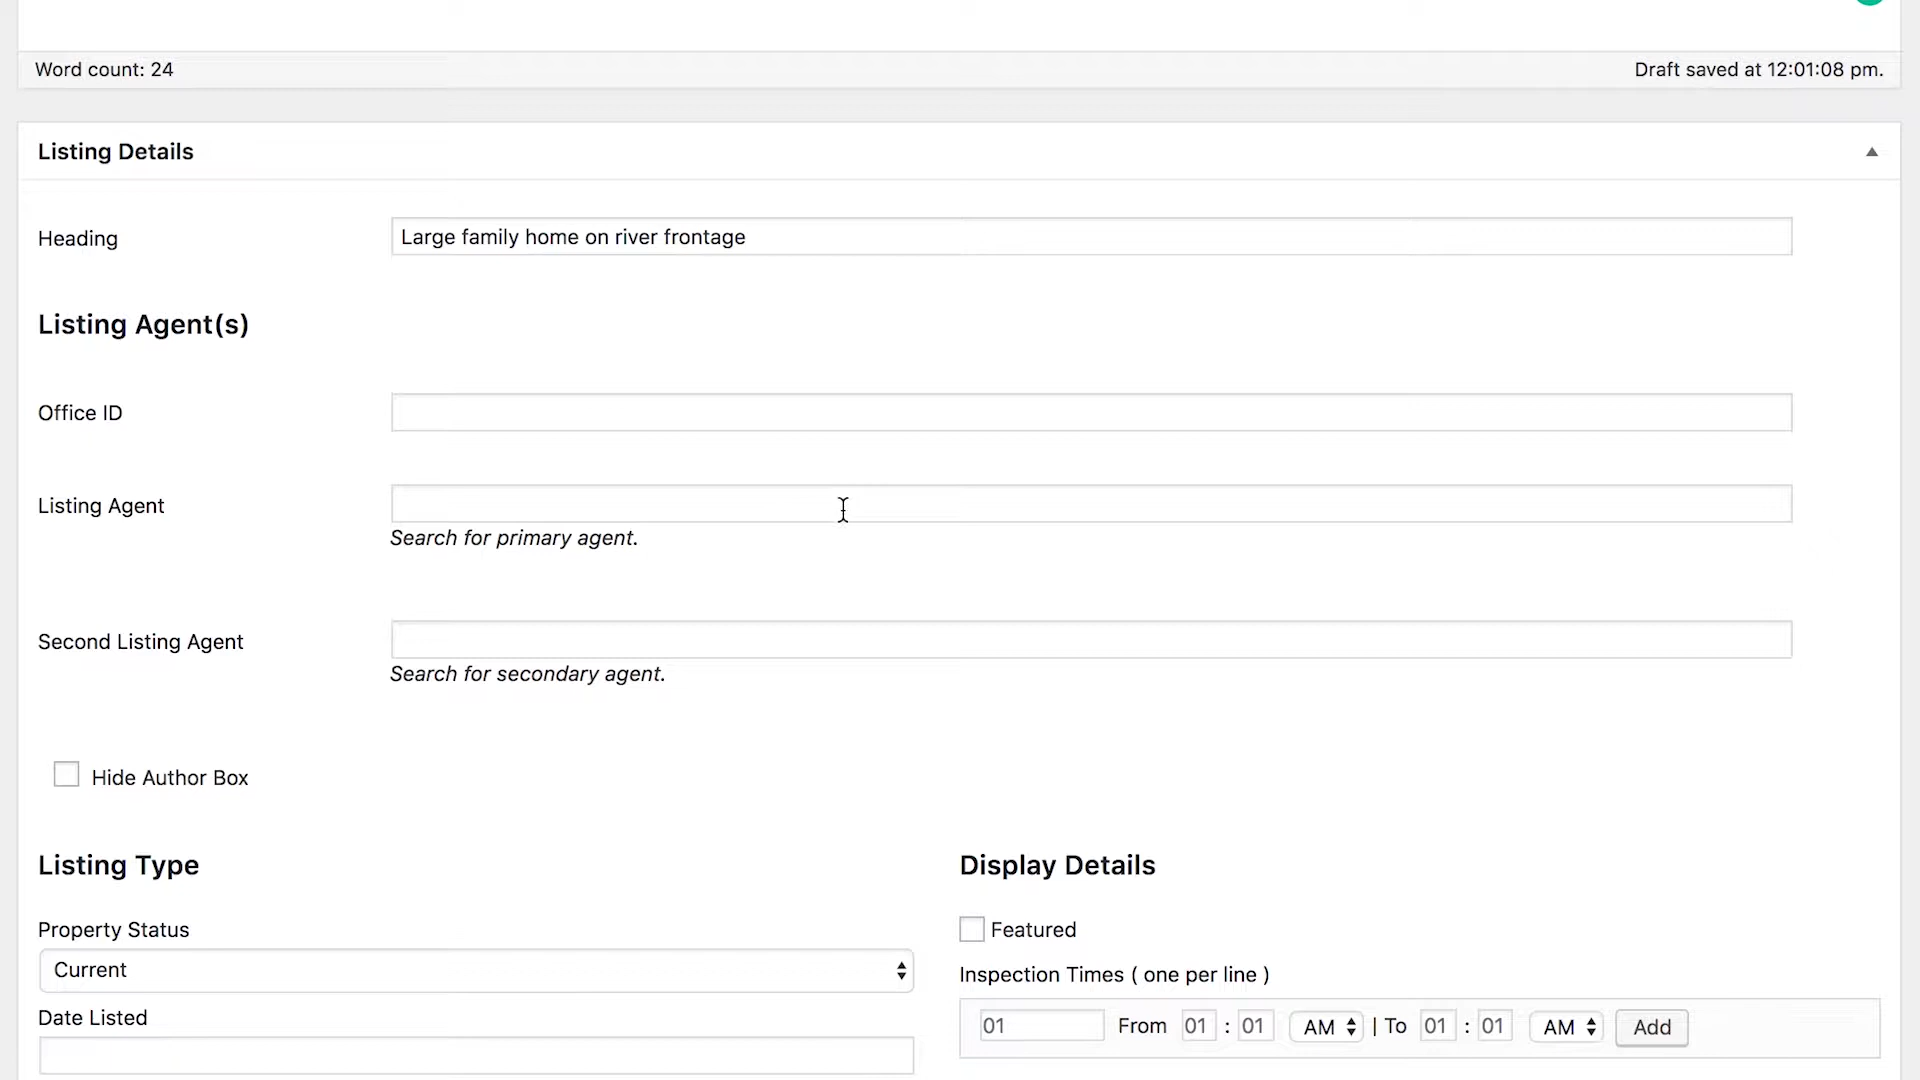 Word count: 24
Draft saved at 12:01:08 pm.
Listing Details
Heading
Large family home on river frontage
Listing Agent(s)
Office ID
Listing Agent
Search for primary agent.
Second Listing Agent
Search for secondary agent.
Hide Author Box
Listing Type
Display Details
Property Status
Featured
Current
Inspection Times ( one per line )
Date Listed
01 From 01 : 01 AM | To 01 : 01 AM Add